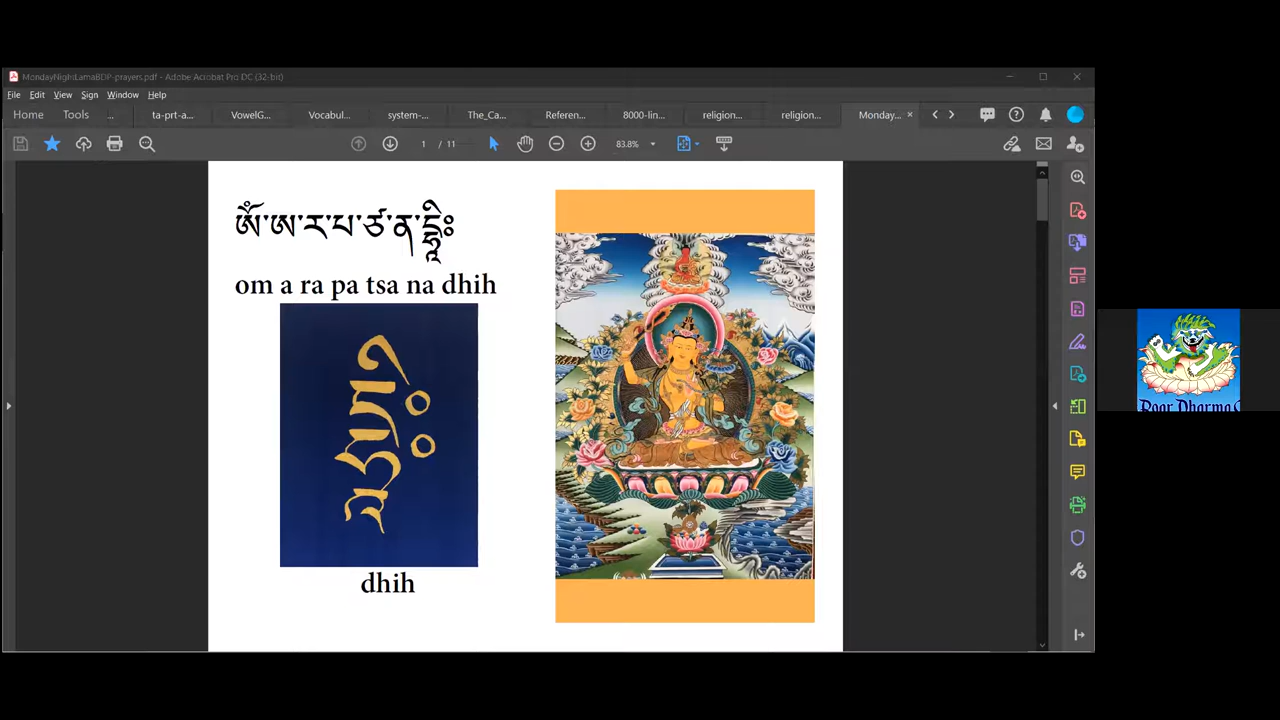 MondayNightLamaBDP-prayers.pdf - Adobe Acrobat Pro DC (32-bit)
File Edit View Sign Window Help
Home Tools ... ta-prt-a... VowelG... Vocabul... system-... The_Ca... Referen... 8000-lin... religion... religion... Monday... ×
1 / 11 83.8%
ༀ་ཨ་ར་པ་ཙ་ན་དྷཱིཿ
om a ra pa tsa na dhih
dhih
Roar Dharma